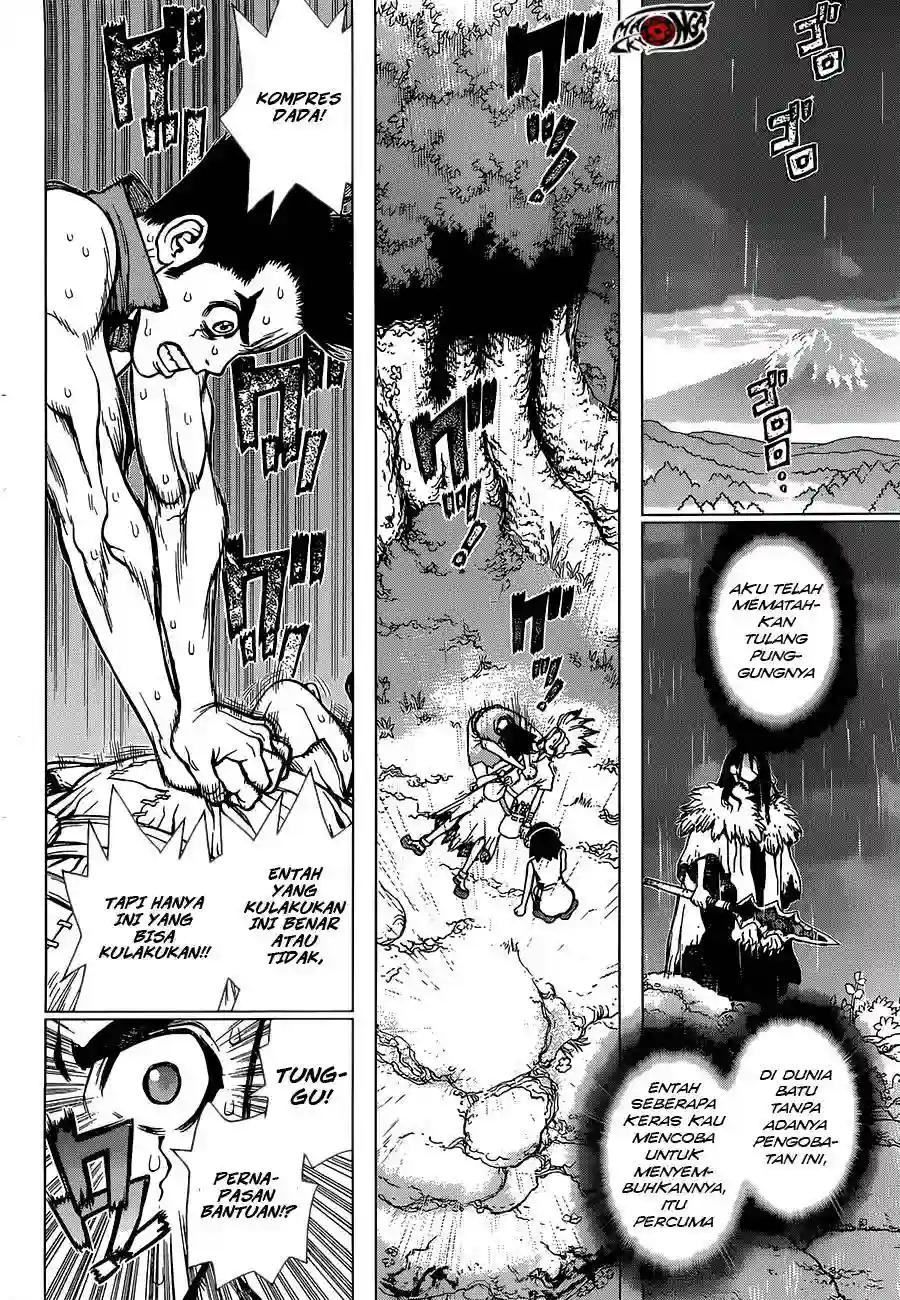 MANGA
ゴロ
ゴロ
ゴロロ...
AKU TELAH
MEMATAH-
KAN
TULANG
PUNG-
GUNGNYA
DI DUNIA
BATU TANPA
ADANYA
PENGOBA-
TAN INI,
ENTAH
SEBERAPA
KERAS KAU
MENCOBA
UNTUK
MENYEM-
BUHKANNYA,
ITU
PERCUMA
KOMPRES
DADA!
ENTAH
YANG
KULAKUKAN
INI BENAR
ATAU
TIDAK,
TAPI HANYA
INI YANG
BISA
KULAKUKAN!!
TUNG-
GU!
PERNA-
PASAN
BANTUAN!?